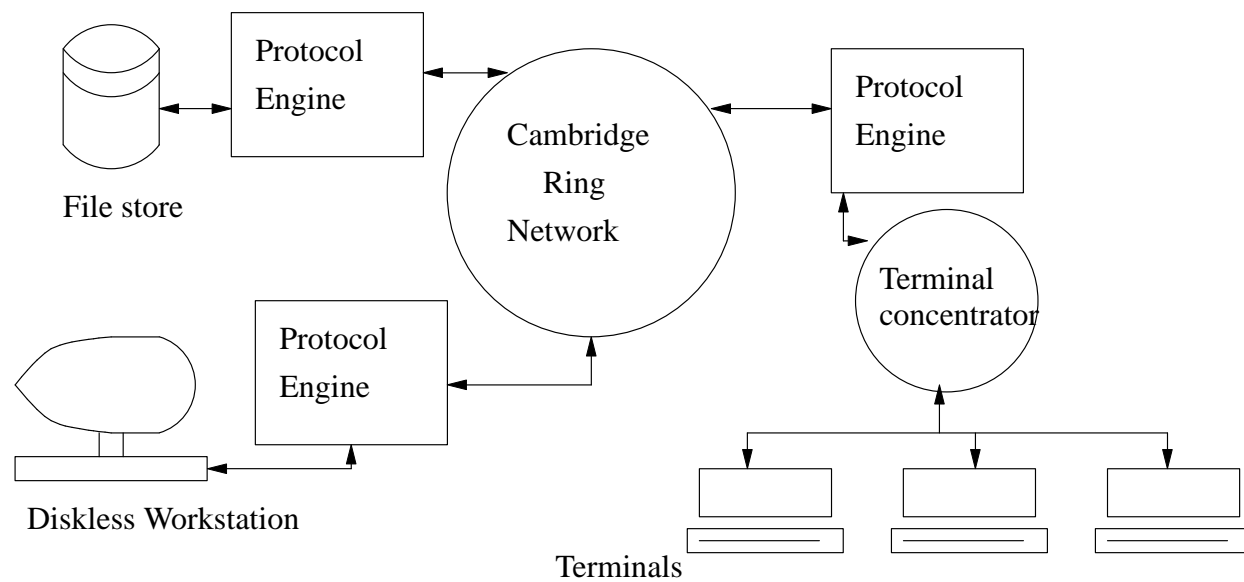 Protocol
Engine
File store
Cambridge
Ring
Network
Protocol
Engine
Terminal
concentrator
Protocol
Engine
Diskless Workstation
Terminals